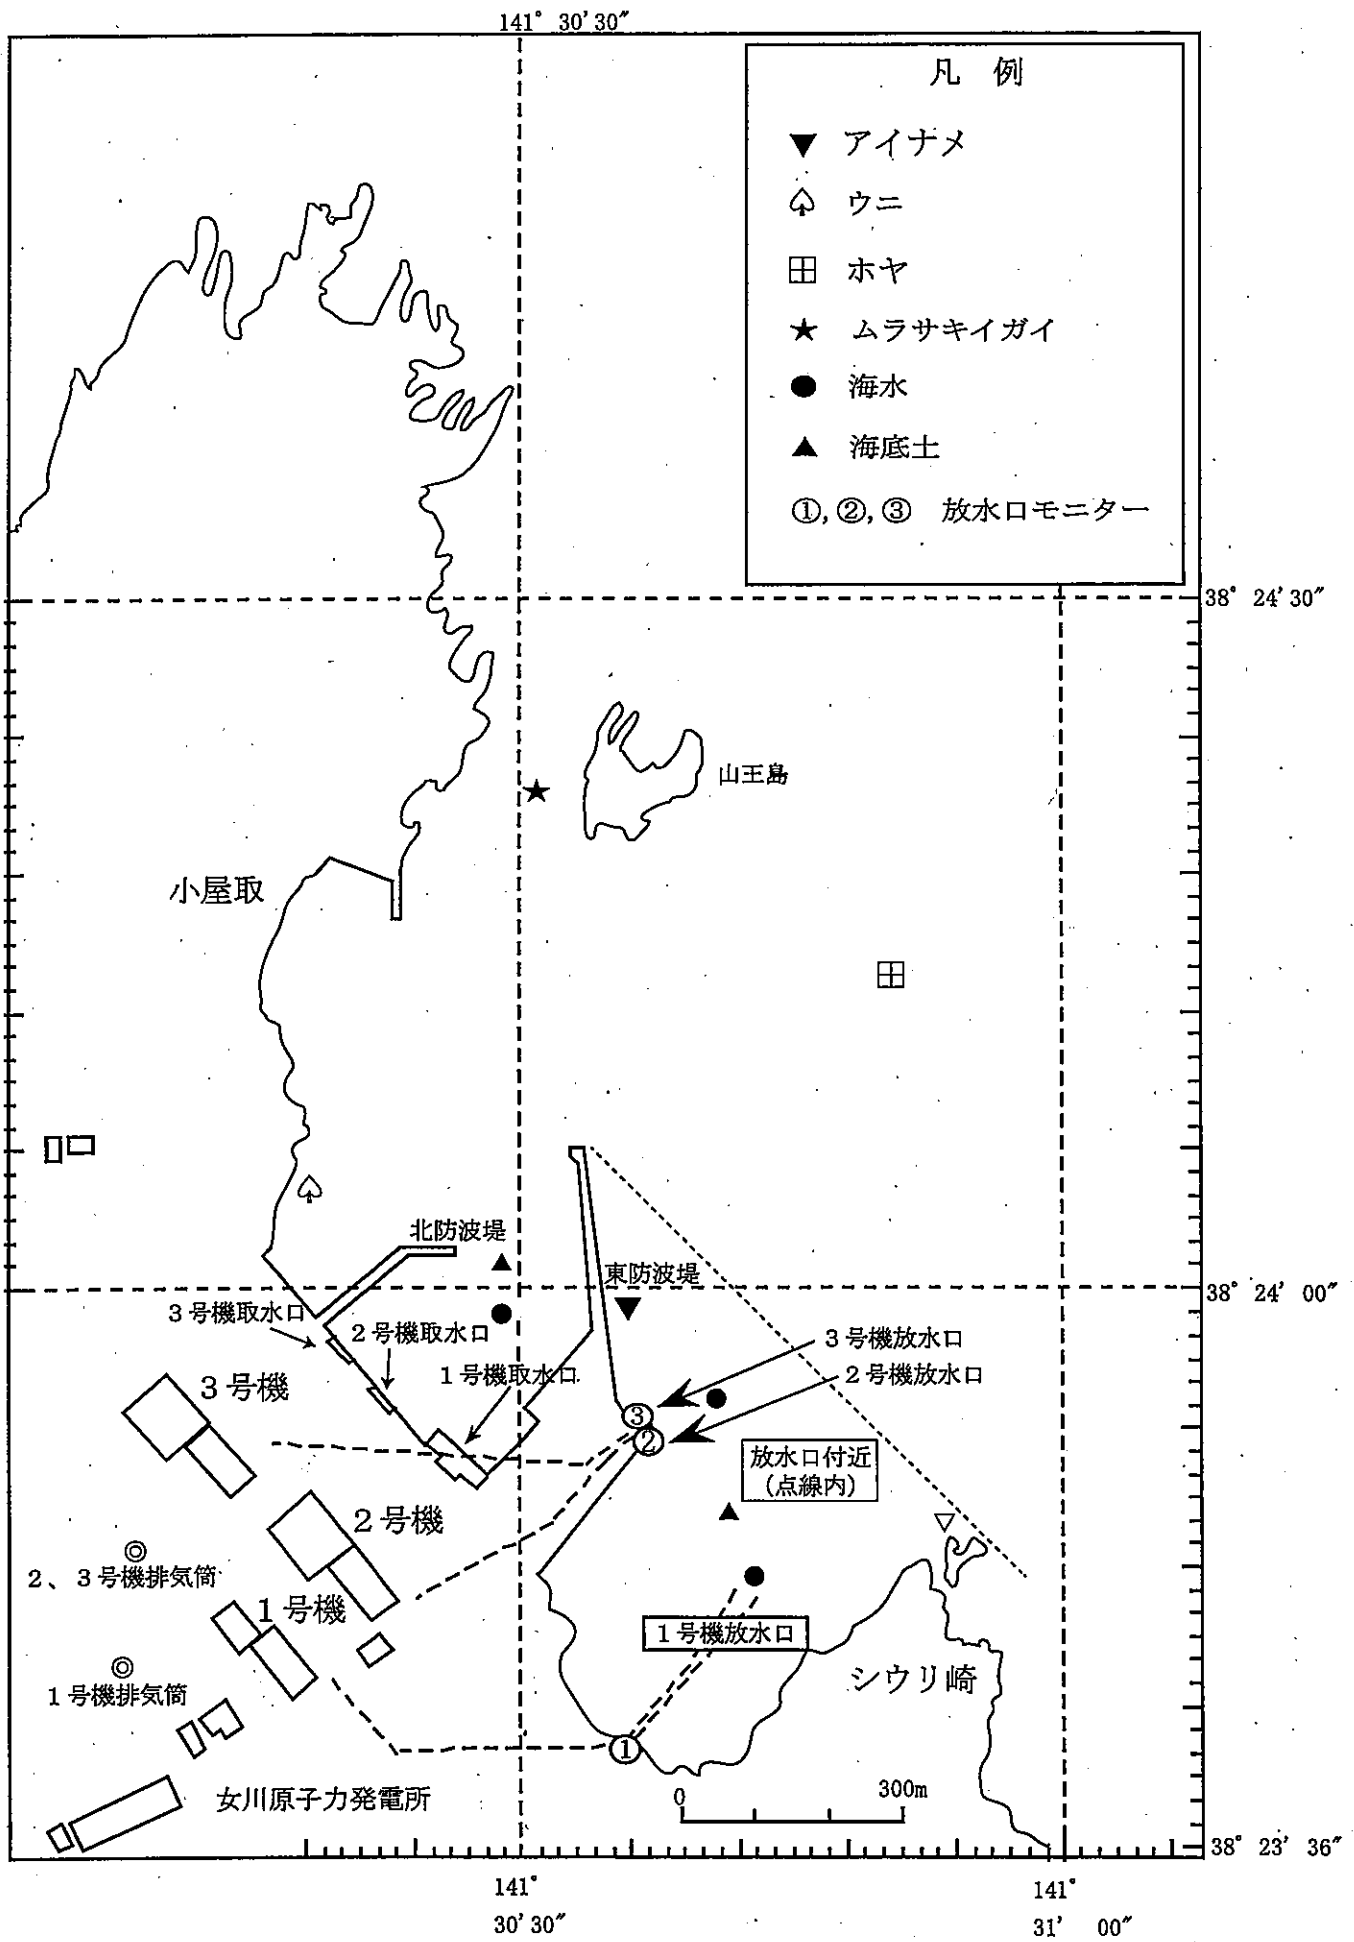 141° 30′30″
凡 例
アイナメ
ウニ
ホヤ
ムラサキイガイ
海水
海底土
①, ②, ③ 放水口モニター
38° 24′30″
山王島
小屋取
北防波堤
東防波堤
38° 24′ 00″
3号機取水口
2号機取水口
1号機取水口
3号機放水口
2号機放水口
3号機
③
②
放水口付近
(点線内)
2号機
2、3号機排気筒
1号機
1号機放水口
シウリ崎
1号機排気筒
①
女川原子力発電所
0 300m
38° 23′ 36″
141°
30′30″
141°
31′ 00″